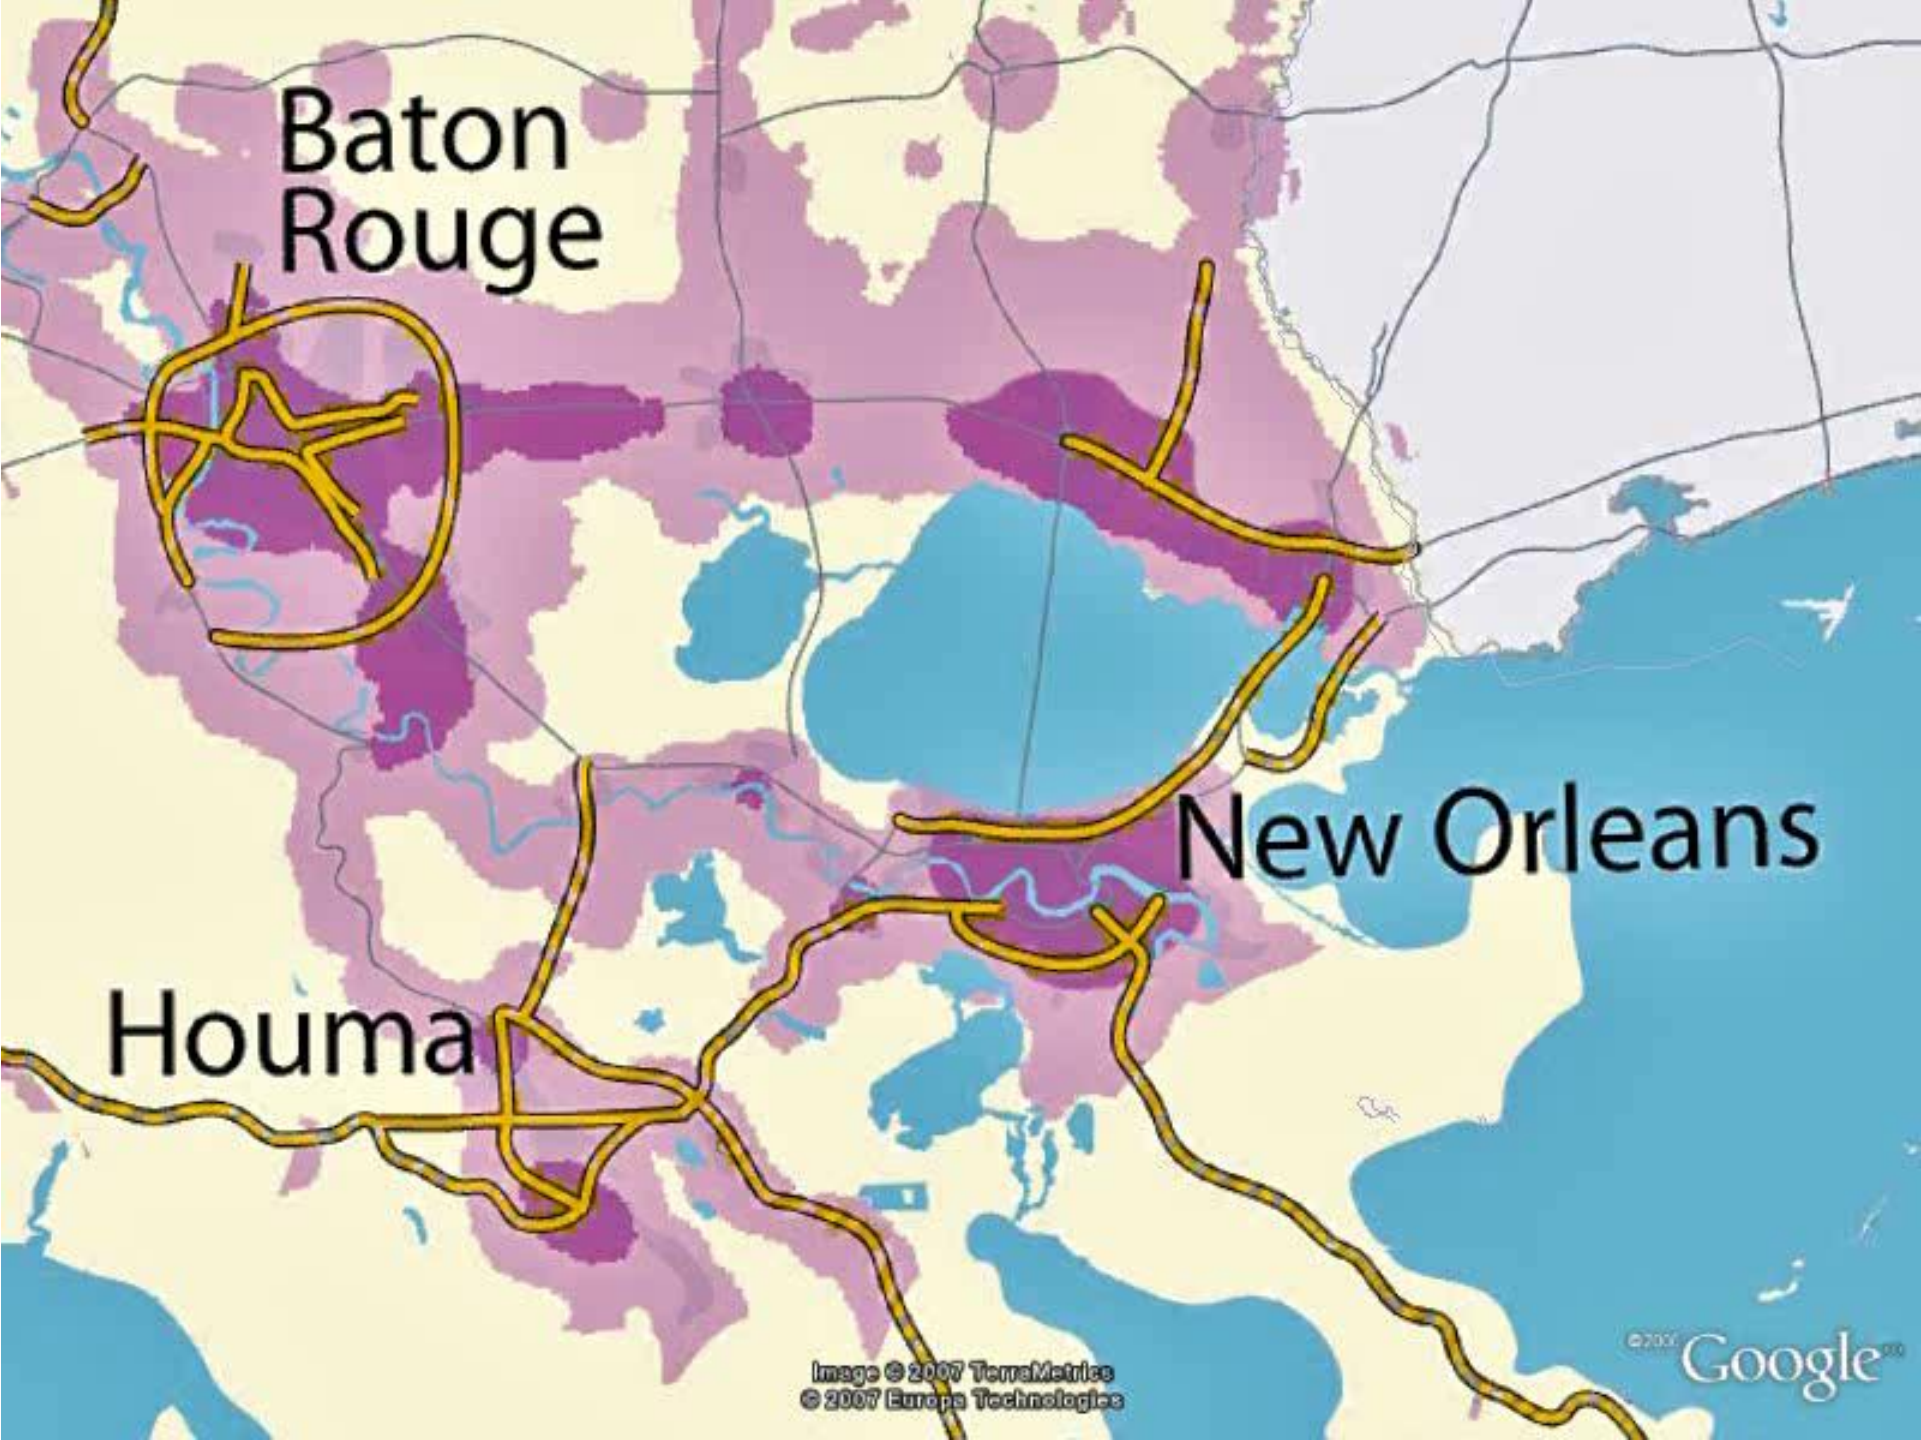 Baton
Rouge
New Orleans
Houma
Image © 2007 TerraMetrics
© 2007 Europa Technologies
Google